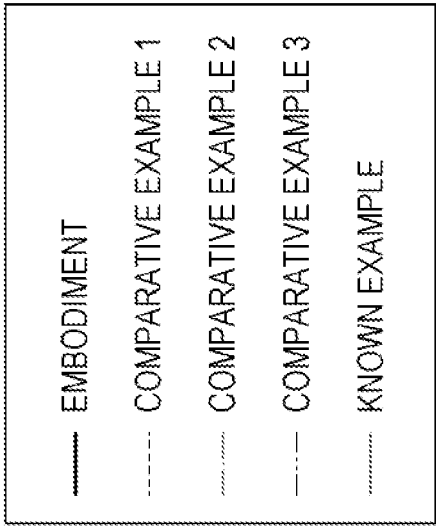 EMBODIMENT
COMPARATIVE EXAMPLE 1
COMPARATIVE EXAMPLE 2
COMPARATIVE EXAMPLE 3
KNOWN EXAMPLE